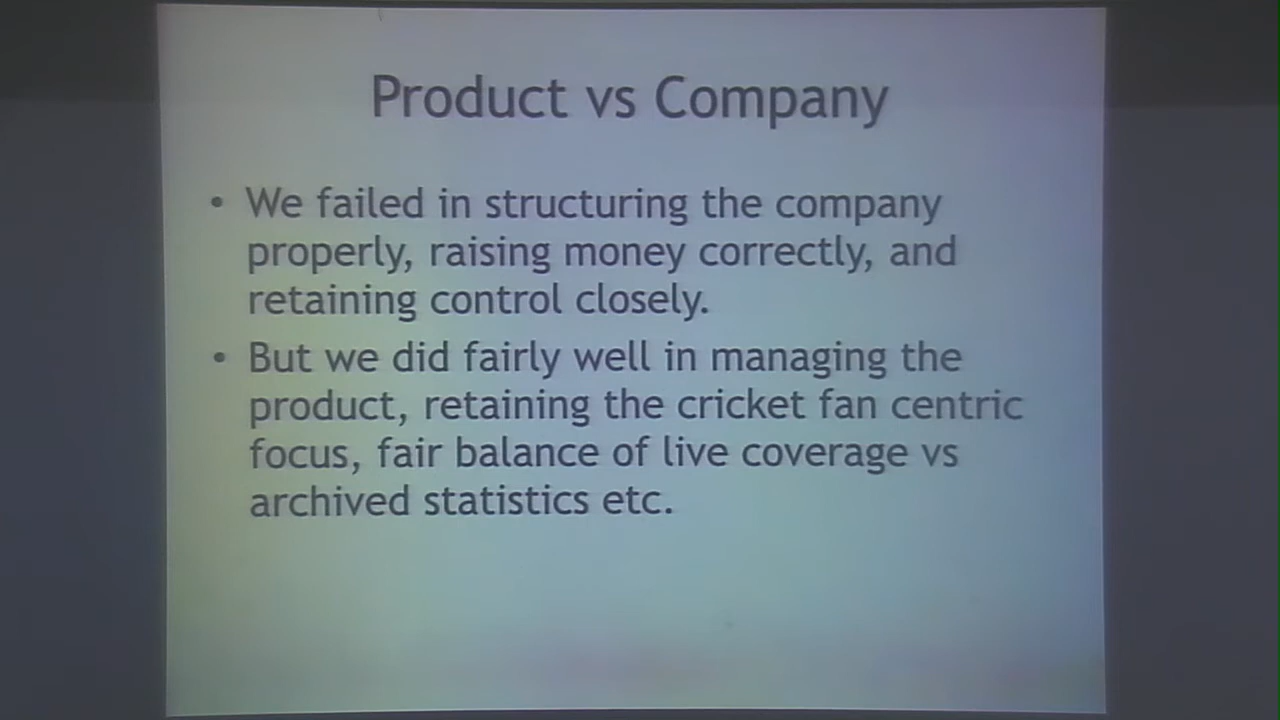 Product vs Company
• We failed in structuring the company
properly, raising money correctly, and
retaining control closely.
• But we did fairly well in managing the
product, retaining the cricket fan centric
focus, fair balance of live coverage vs
archived statistics etc.